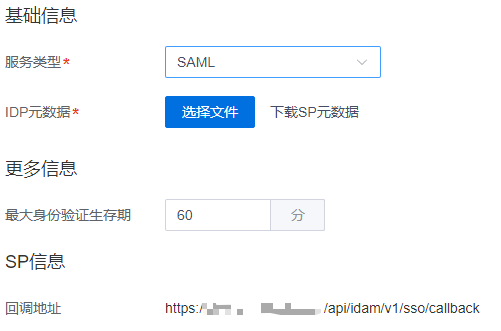 基础信息
服务类型* SAML
IDP元数据* 选择文件 下载SP元数据
更多信息
最大身份验证生存期 60 分
SP信息
回调地址 https:/ /api/idam/v1/sso/callback